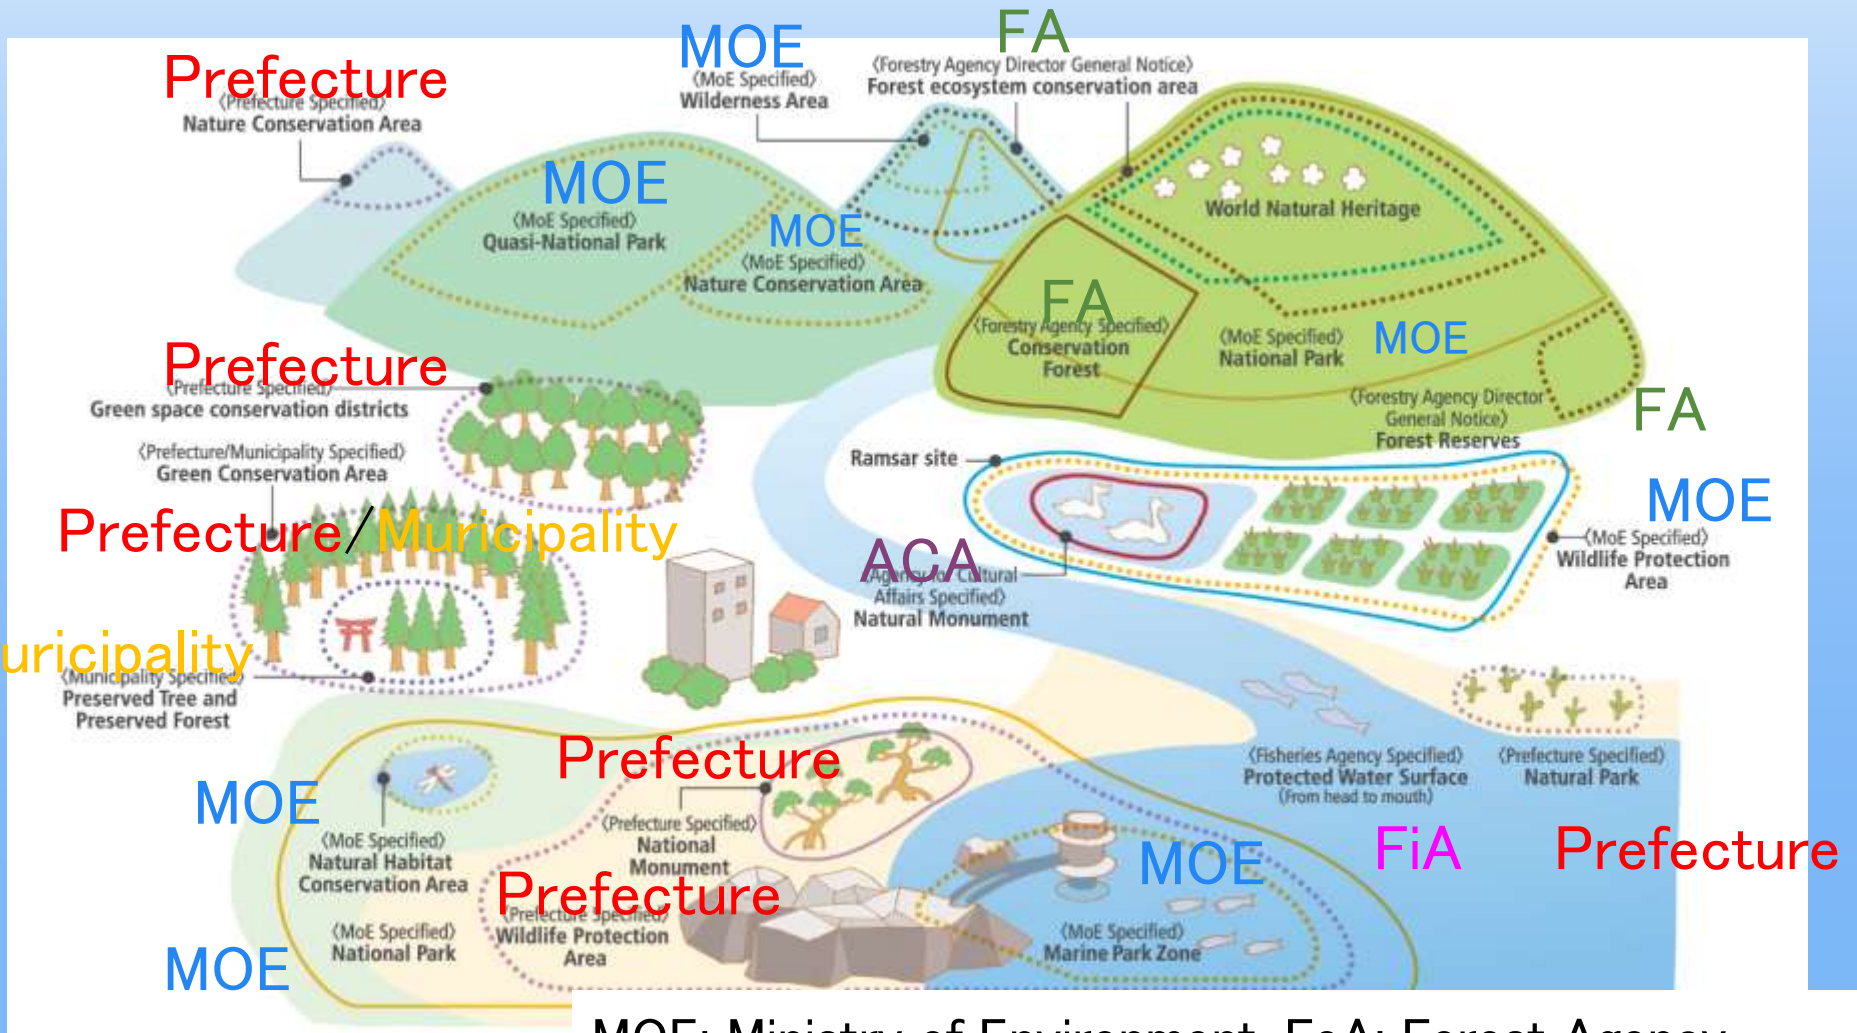 Prefecture
〈Prefecture Specified〉
Nature Conservation Area
MOE
〈MoE Specified〉
Wilderness Area
FA
〈Forestry Agency Director General Notice〉
Forest ecosystem conservation area
MOE
〈MoE Specified〉
Quasi-National Park
MOE
〈MoE Specified〉
Nature Conservation Area
World Natural Heritage
FA
〈Forestry Agency Specified〉
Conservation
Forest
〈MoE Specified〉
National Park
MOE
〈Forestry Agency Director
General Notice〉
Forest Reserves
FA
Prefecture
〈Prefecture Specified〉
Green space conservation districts
〈Prefecture/Municipality Specified〉
Green Conservation Area
Prefecture/Muricipality
Ramsar site
MOE
〈MoE Specified〉
Wildlife Protection
Area
ACA
〈Agency for Cultural
Affairs Specified〉
Natural Monument
uricipality
〈Municipality Specified〉
Preserved Tree and
Preserved Forest
Prefecture
〈Prefecture Specified〉
National
Monument
MOE
〈MoE Specified〉
Natural Habitat
Conservation Area
MOE
〈MoE Specified〉
National Park
Prefecture
〈Prefecture Specified〉
Wildlife Protection
Area
MOE
〈MoE Specified〉
Marine Park Zone
〈Fisheries Agency Specified〉
Protected Water Surface
(From head to mouth)
FiA
〈Prefecture Specified〉
Natural Park
Prefecture
MOE: Ministry of Environment, FoA: Forest Agency